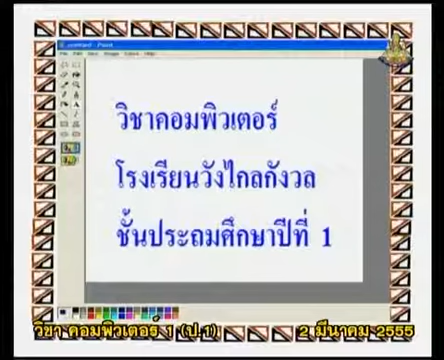 untitled - Paint
วิชาคอมพิวเตอร์
โรงเรียนวังไกลกังวล
ชั้นประถมศึกษาปีที่ 1
วิชา คอมพิวเตอร์ 1 (ป.1)
2 มีนาคม 2555